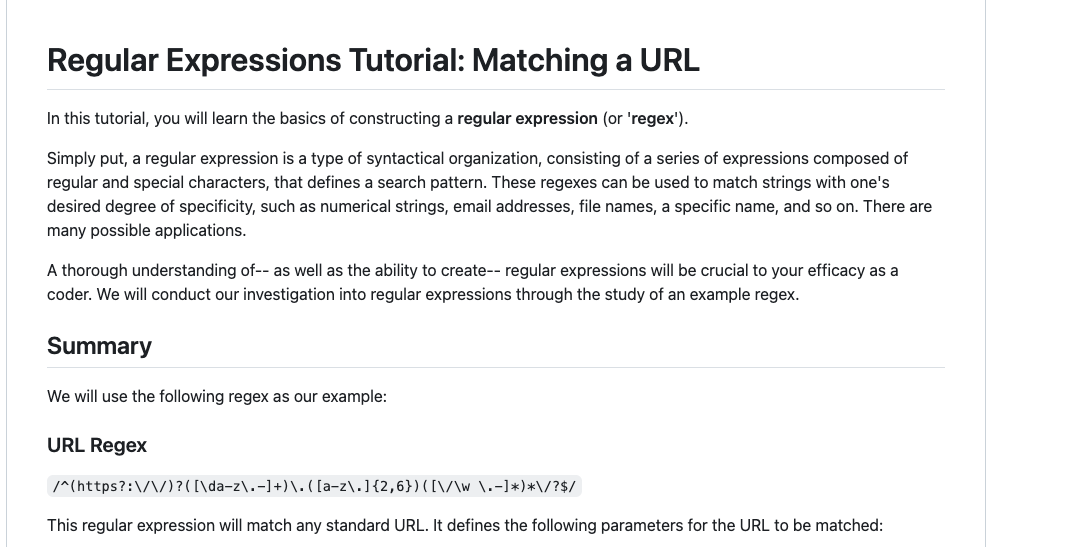 Regular Expressions Tutorial: Matching a URL
In this tutorial, you will learn the basics of constructing a regular expression (or 'regex').
Simply put, a regular expression is a type of syntactical organization, consisting of a series of expressions composed of
regular and special characters, that defines a search pattern. These regexes can be used to match strings with one's
desired degree of specificity, such as numerical strings, email addresses, file names, a specific name, and so on. There are
many possible applications.
A thorough understanding of-- as well as the ability to create-- regular expressions will be crucial to your efficacy as a
coder. We will conduct our investigation into regular expressions through the study of an example regex.
Summary
We will use the following regex as our example:
URL Regex
/^(https?:\/\/)?([\da-z\.-]+)\.([a-z\.]{2,6})([\/\w \.-]*)*\/?$/
This regular expression will match any standard URL. It defines the following parameters for the URL to be matched: